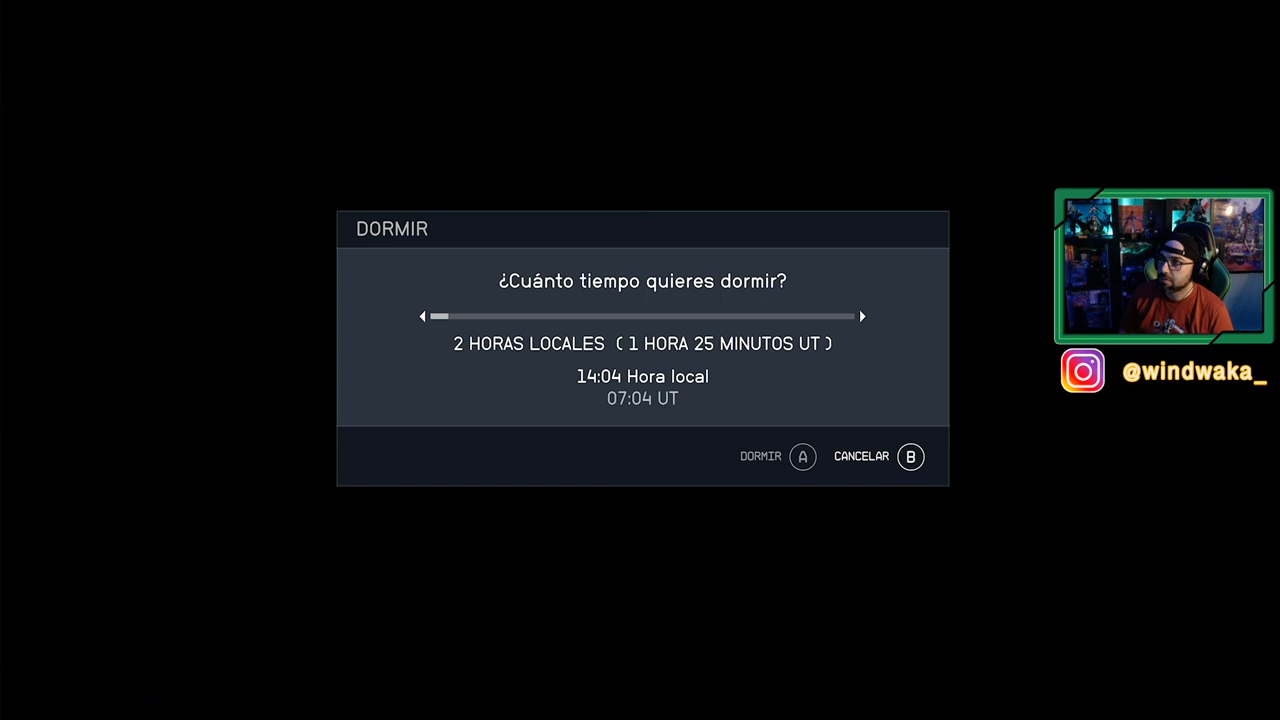 DORMIR
¿Cuánto tiempo quieres dormir?
2 HORAS LOCALES ( 1 HORA 25 MINUTOS UT )
14:04 Hora local
07:04 UT
DORMIR A CANCELAR B
@windwaka_